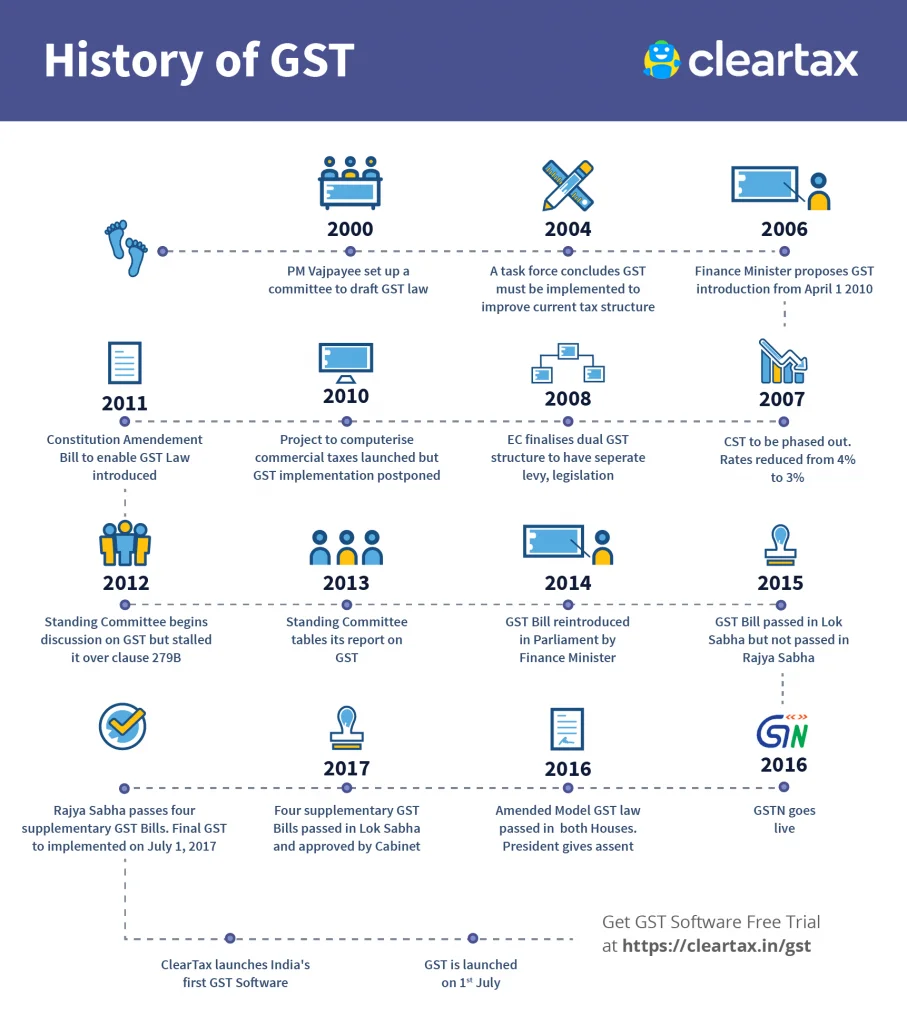 History of GST
cleartax
2000
PM Vajpayee set up a
committee to draft GST law
2004
A task force concludes GST
must be implemented to
improve current tax structure
2006
Finance Minister proposes GST
introduction from April 1 2010
2007
CST to be phased out.
Rates reduced from 4%
to 3%
2008
EC finalises dual GST
structure to have seperate
levy, legislation
2010
Project to computerise
commercial taxes launched but
GST implementation postponed
2011
Constitution Amendement
Bill to enable GST Law
introduced
2012
Standing Committee begins
discussion on GST but stalled
it over clause 279B
2013
Standing Committee
tables its report on
GST
2014
GST Bill reintroduced
in Parliament by
Finance Minister
2015
GST Bill passed in Lok
Sabha but not passed in
Rajya Sabha
GSTN
2016
GSTN goes
live
2016
Amended Model GST law
passed in both Houses.
President gives assent
2017
Four supplementary GST
Bills passed in Lok Sabha
and approved by Cabinet
Rajya Sabha passes four
supplementary GST Bills. Final GST
to implemented on July 1, 2017
ClearTax launches India's
first GST Software
GST is launched
on 1st July
Get GST Software Free Trial
at https://cleartax.in/gst